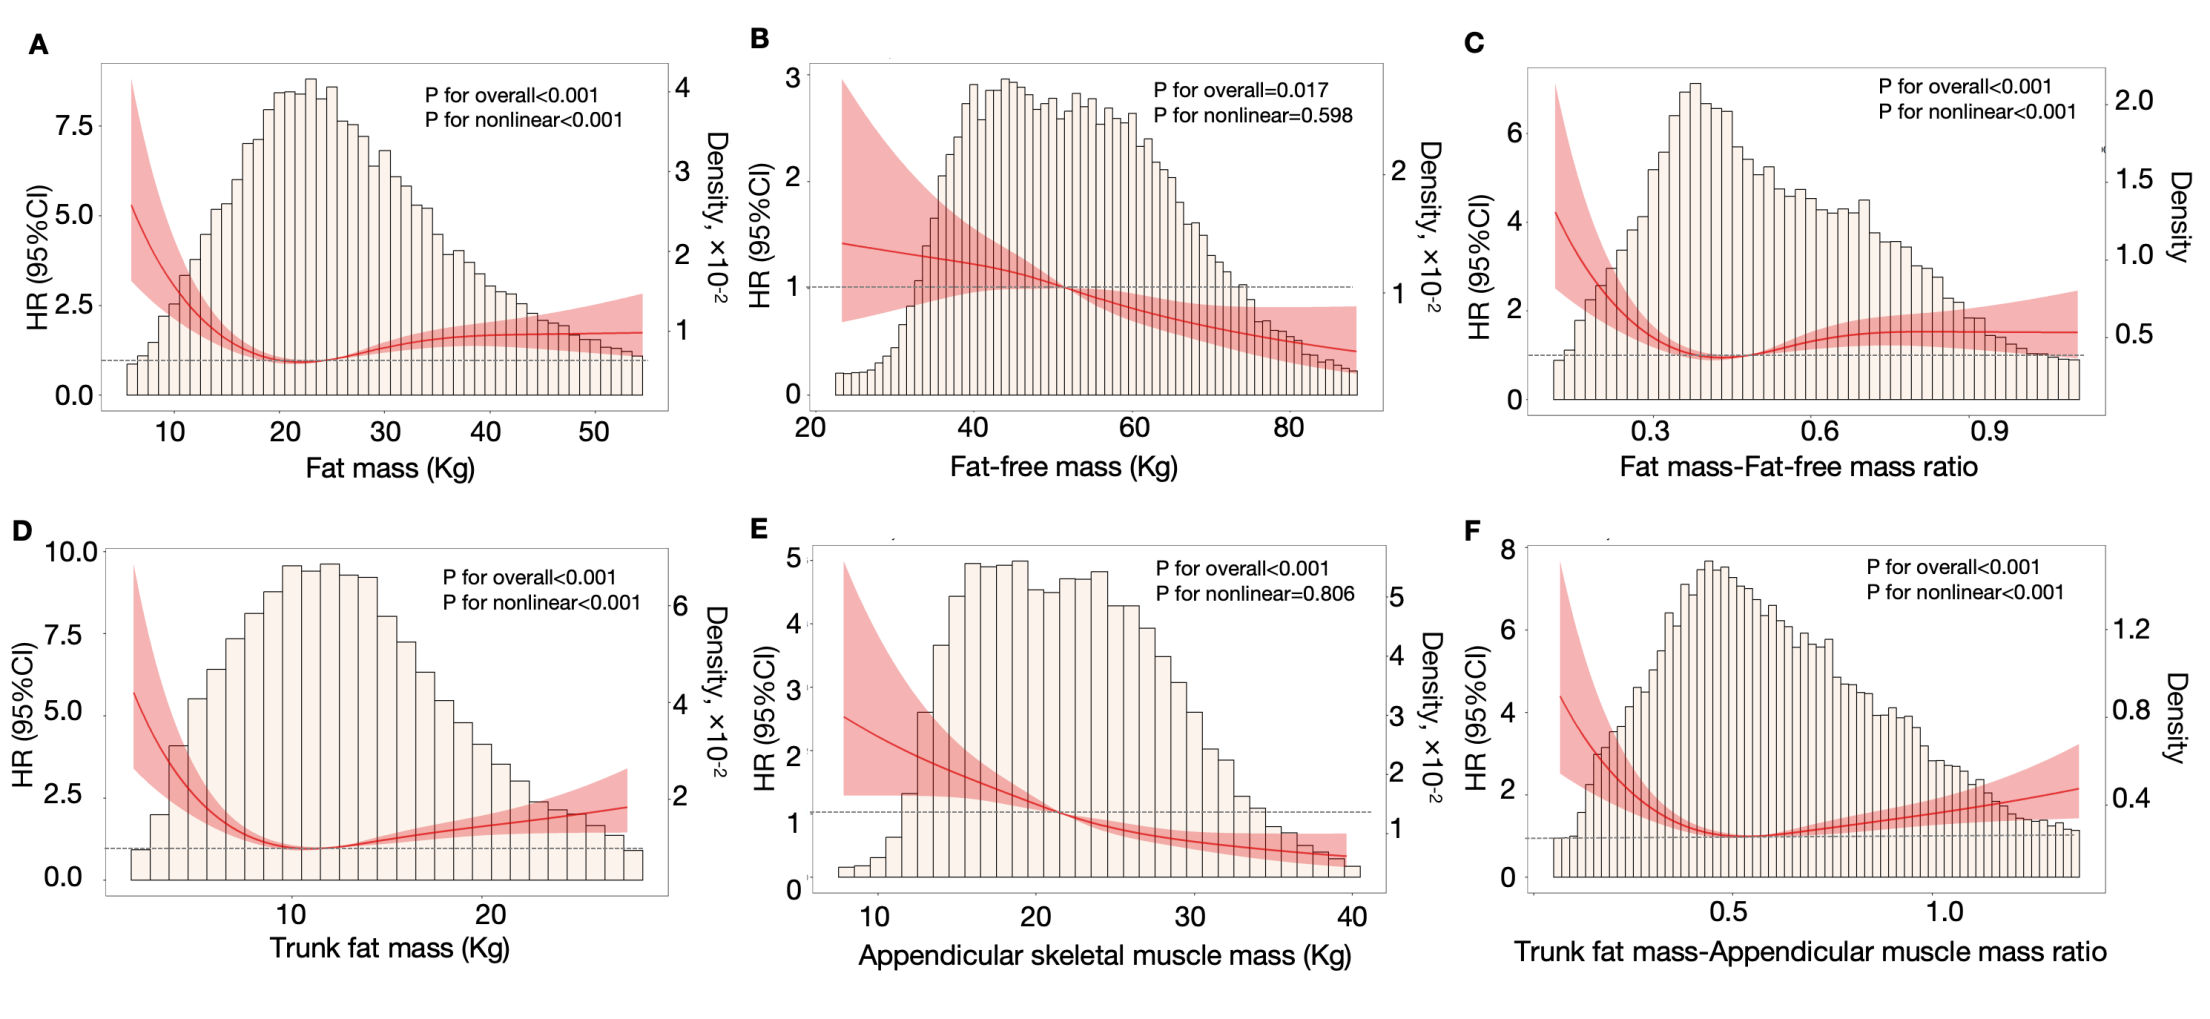 A
P for overall<0.001
P for nonlinear<0.001
HR (95%CI)
7.5
5.0
2.5
0.0
4
3
2
1
Density, ×10-2
10 20 30 40 50
Fat mass (Kg)
B
P for overall=0.017
P for nonlinear=0.598
HR (95%CI)
3
2
1
0
2
1
Density, ×10-2
20 40 60 80
Fat-free mass (Kg)
C
P for overall<0.001
P for nonlinear<0.001
HR (95%CI)
6
4
2
0
2.0
1.5
1.0
0.5
Density
0.3 0.6 0.9
Fat mass-Fat-free mass ratio
D
P for overall<0.001
P for nonlinear<0.001
HR (95%CI)
10.0
7.5
5.0
2.5
0.0
6
4
2
Density, ×10-2
10 20
Trunk fat mass (Kg)
E
P for overall<0.001
P for nonlinear=0.806
HR (95%CI)
5
4
3
2
1
0
5
4
3
2
1
Density, ×10-2
10 20 30 40
Appendicular skeletal muscle mass (Kg)
F
P for overall<0.001
P for nonlinear<0.001
HR (95%CI)
8
6
4
2
0
1.2
0.8
0.4
Density
0.5 1.0
Trunk fat mass-Appendicular muscle mass ratio